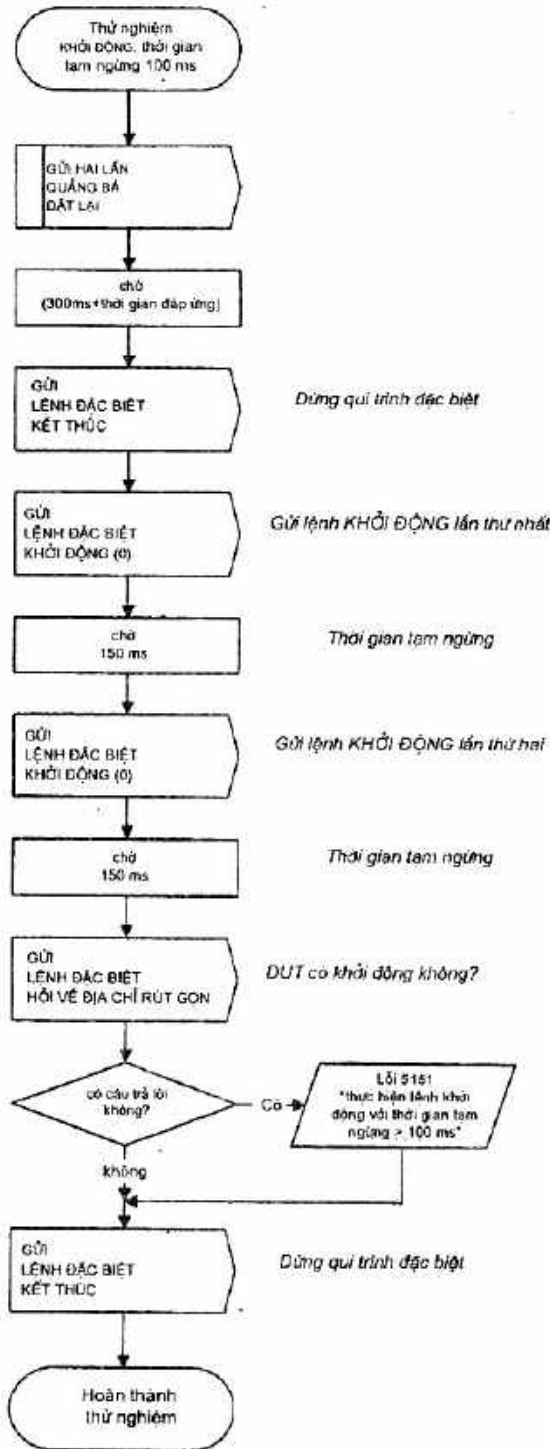 Thử nghiệm
KHỞI ĐỘNG: thời gian
tạm ngừng 100 ms
GỬI HAI LẦN
QUẢNG BÁ
ĐẶT LẠI
chờ
(300ms+thời gian đáp ứng)
GỬI
LỆNH ĐẶC BIỆT
KẾT THÚC
Dừng qui trình đặc biệt
GỬI
LỆNH ĐẶC BIỆT
KHỞI ĐỘNG (0)
Gửi lệnh KHỞI ĐỘNG lần thứ nhất
chờ
150 ms
Thời gian tạm ngừng
GỬI
LỆNH ĐẶC BIỆT
KHỞI ĐỘNG (0)
Gửi lệnh KHỞI ĐỘNG lần thứ hai
chờ
150 ms
Thời gian tạm ngừng
GỬI
LỆNH ĐẶC BIỆT
HỎI VỀ ĐỊA CHỈ RÚT GỌN
DUT có khởi động không?
có câu trả lời
không?
Có
Lỗi 5151
"thực hiện lệnh khởi
động với thời gian tạm
ngừng > 100 ms"
không
GỬI
LỆNH ĐẶC BIỆT
KẾT THÚC
Dừng qui trình đặc biệt
Hoàn thành
thử nghiệm